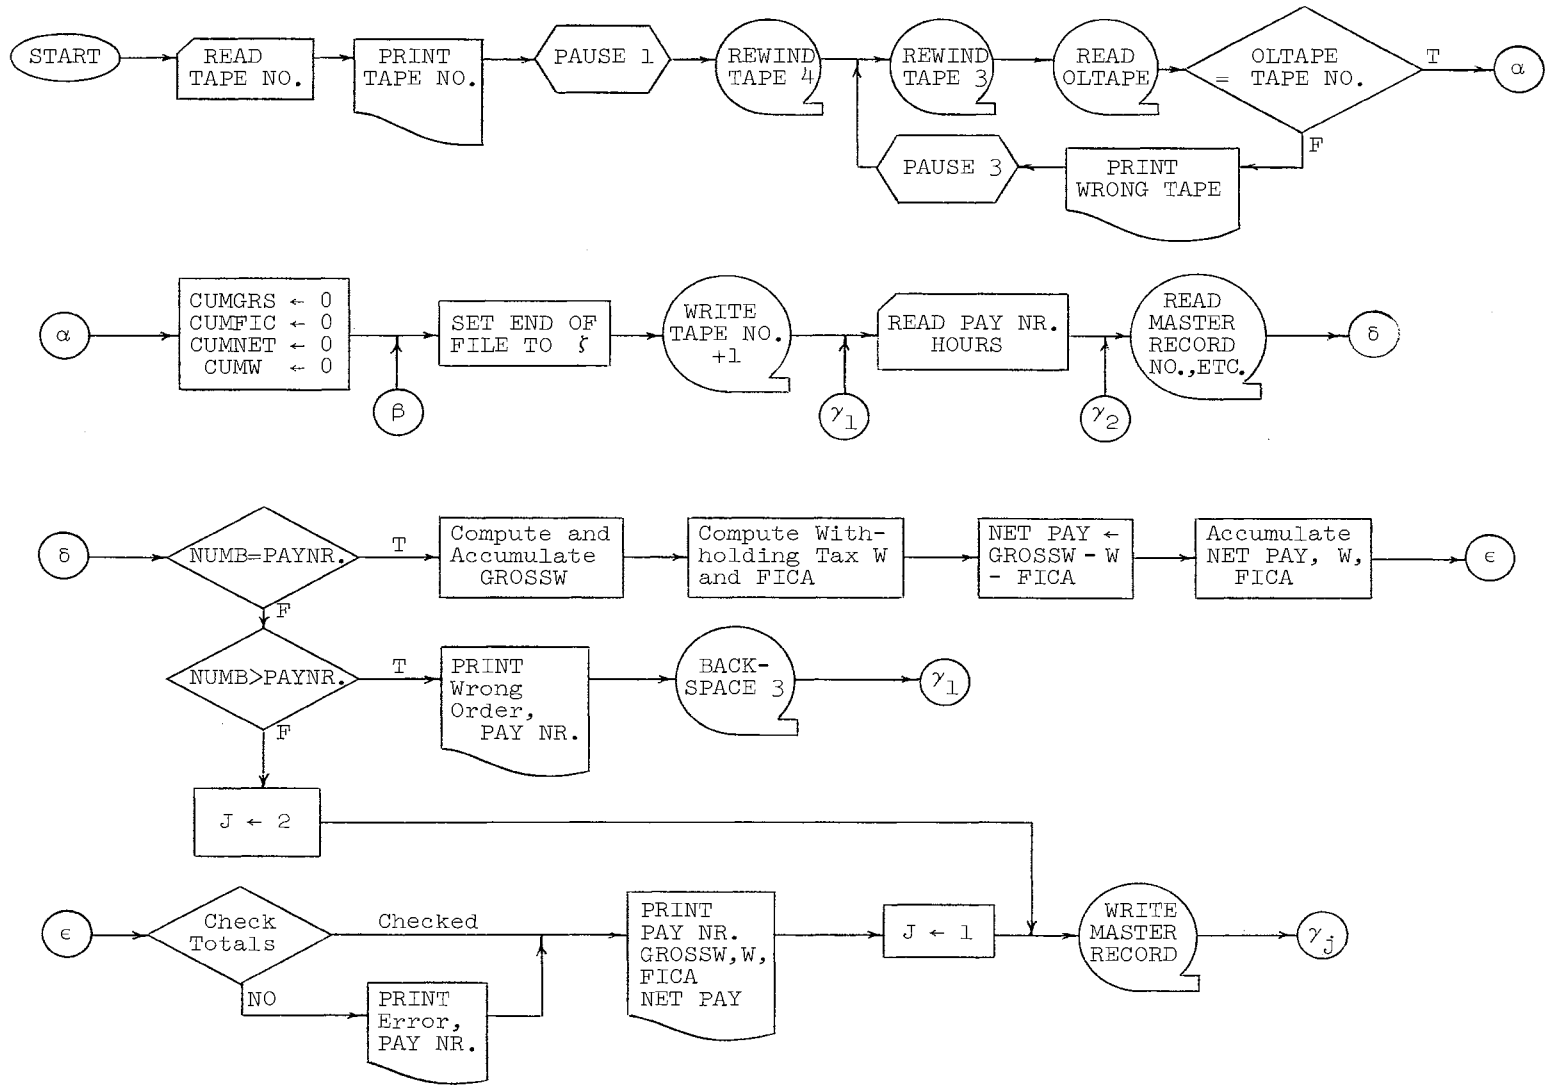 START
READ
TAPE NO.
PRINT
TAPE NO.
PAUSE 1
REWIND
TAPE 4
REWIND
TAPE 3
READ
OLTAPE
OLTAPE
= TAPE NO.
T
α
F
PRINT
WRONG TAPE
PAUSE 3
α
CUMGRS ← 0
CUMFIC ← 0
CUMNET ← 0
CUMW ← 0
β
SET END OF
FILE TO ζ
WRITE
TAPE NO.
+1
γ1
READ PAY NR.
HOURS
γ2
READ
MASTER
RECORD
NO.,ETC.
δ
δ
NUMB=PAYNR.
T
Compute and
Accumulate
GROSSW
Compute With-
holding Tax W
and FICA
NET PAY ←
GROSSW - W
- FICA
Accumulate
NET PAY, W,
FICA
ϵ
F
NUMB>PAYNR.
T
PRINT
Wrong
Order,
PAY NR.
BACK-
SPACE 3
γ1
F
J ← 2
ϵ
Check
Totals
Checked
NO
PRINT
Error,
PAY NR.
PRINT
PAY NR.
GROSSW,W,
FICA
NET PAY
J ← 1
WRITE
MASTER
RECORD
γj